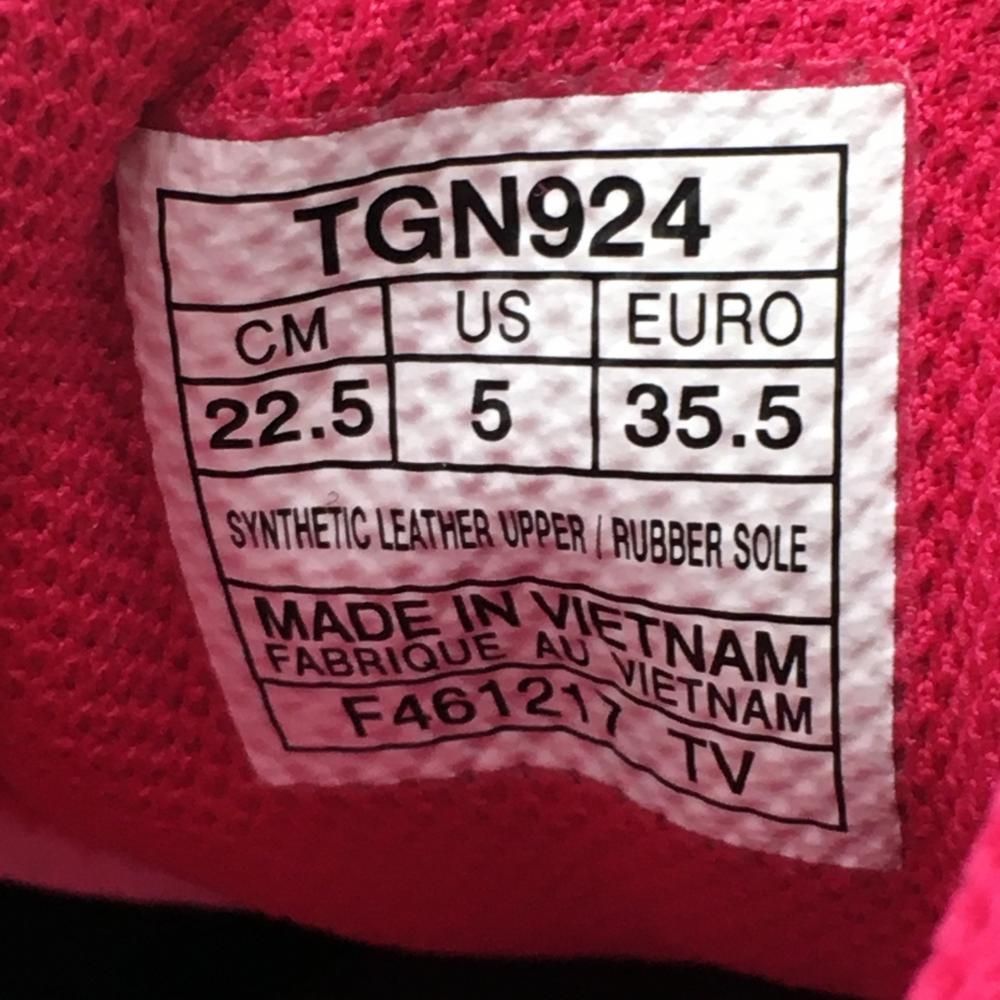 TGN924
CM US EURO
22.5 5 35.5
SYNTHETIC LEATHER UPPER / RUBBER SOLE
MADE IN VIETNAM
FABRIQUE AU VIETNAM
F461217 TV